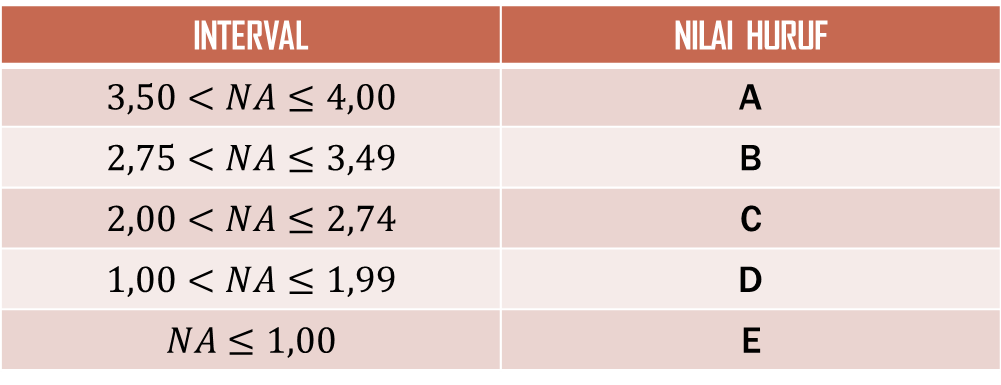 INTERVAL NILAI HURUF
3,50 < NA ≤ 4,00 A
2,75 < NA ≤ 3,49 B
2,00 < NA ≤ 2,74 C
1,00 < NA ≤ 1,99 D
NA ≤ 1,00 E